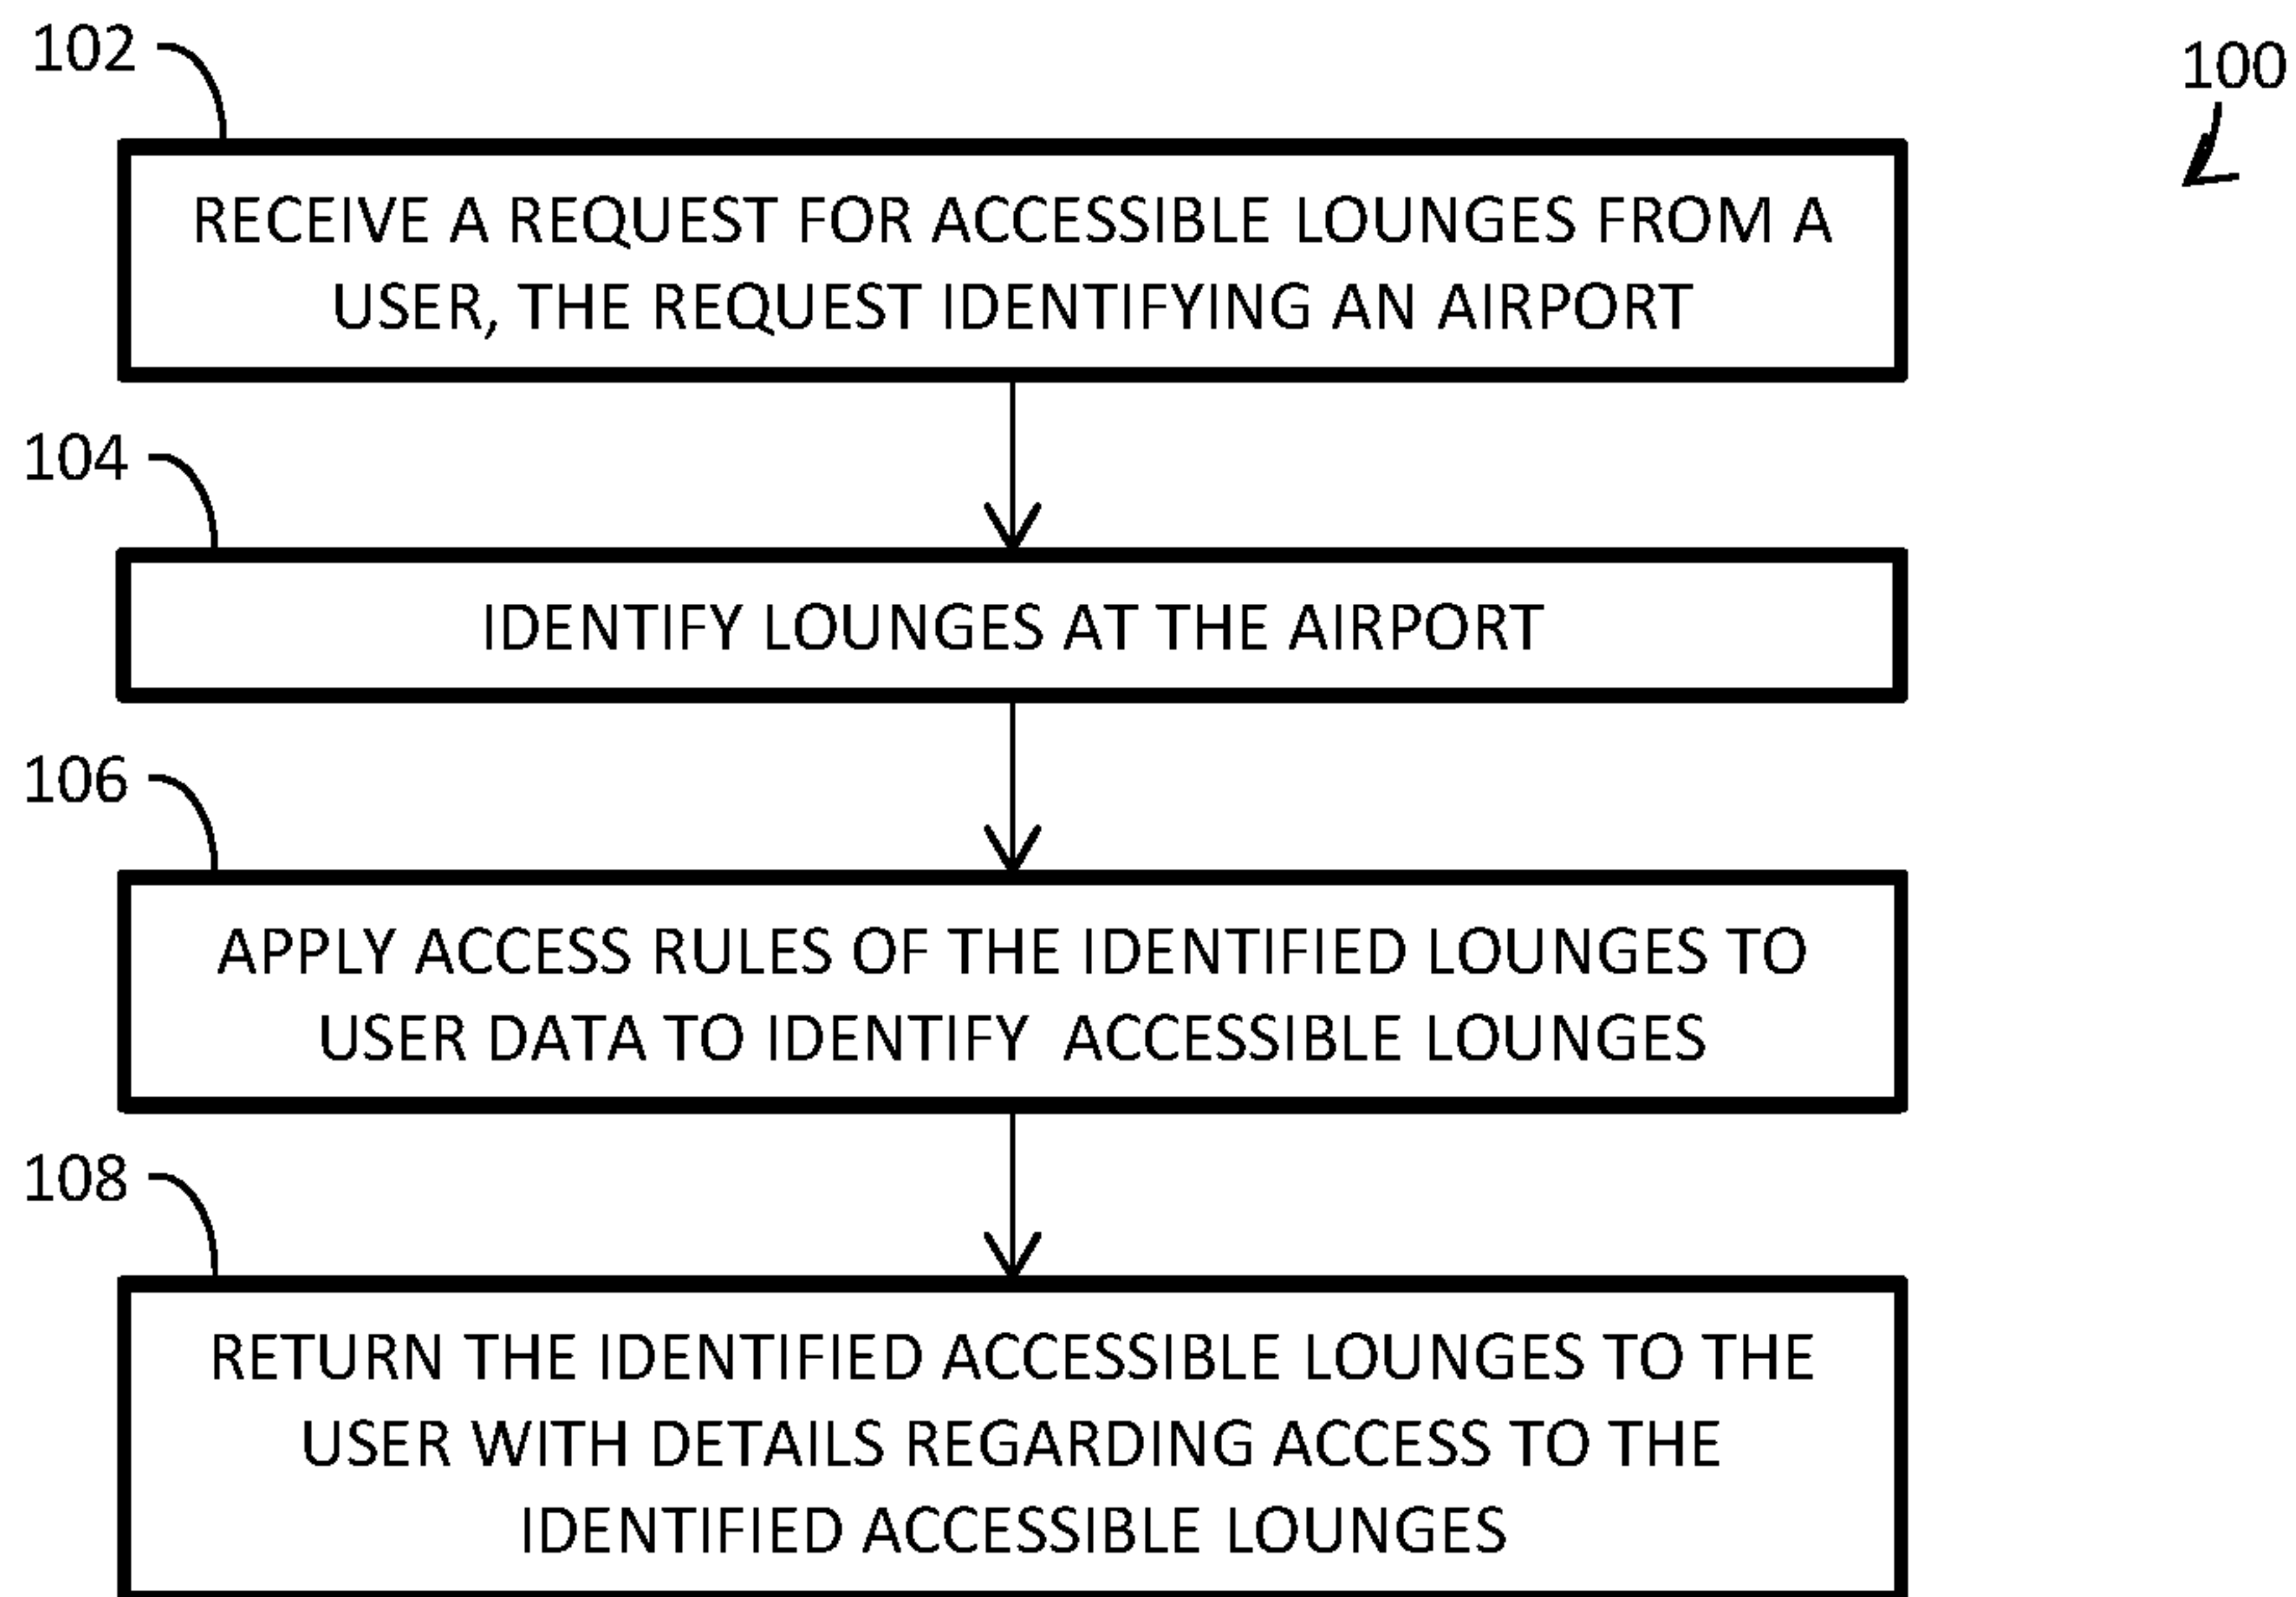 102
100
RECEIVE A REQUEST FOR ACCESSIBLE LOUNGES FROM A
USER, THE REQUEST IDENTIFYING AN AIRPORT
104
IDENTIFY LOUNGES AT THE AIRPORT
106
APPLY ACCESS RULES OF THE IDENTIFIED LOUNGES TO
USER DATA TO IDENTIFY ACCESSIBLE LOUNGES
108
RETURN THE IDENTIFIED ACCESSIBLE LOUNGES TO THE
USER WITH DETAILS REGARDING ACCESS TO THE
IDENTIFIED ACCESSIBLE LOUNGES